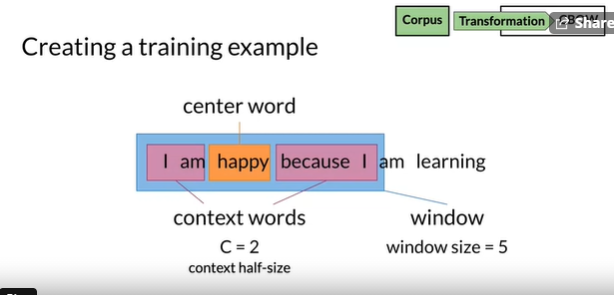 Corpus Transformation CBOW Share
Creating a training example
center word
I am happy because I am learning
context words window
C = 2 window size = 5
context half-size